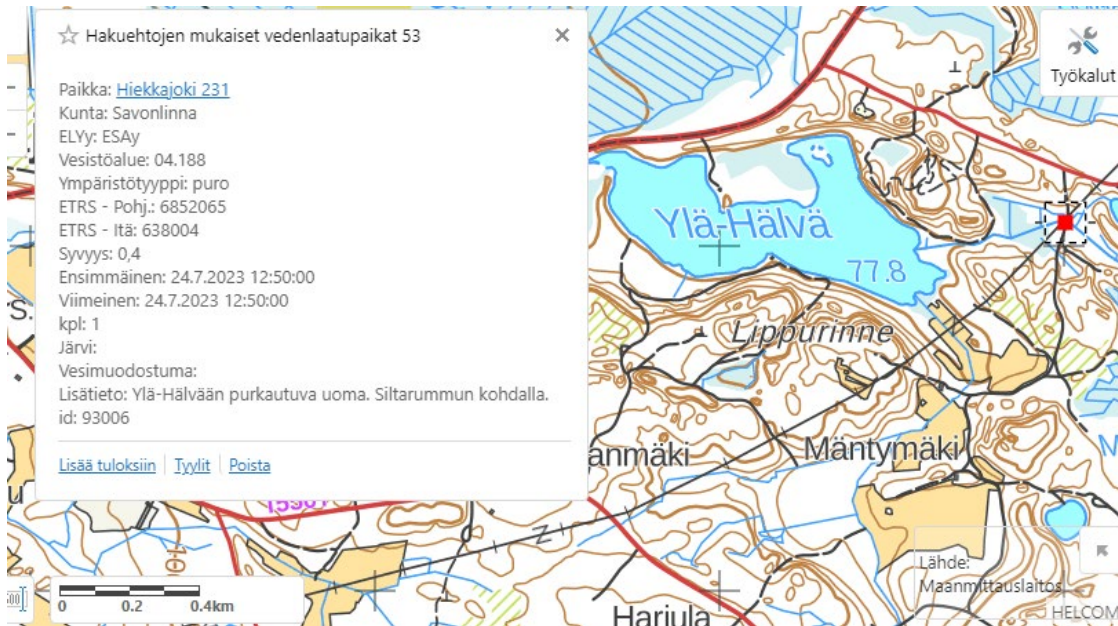 Hakuehtojen mukaiset vedenlaatupaikat 53
Paikka: Hiekkajoki 231
Kunta: Savonlinna
ELYy: ESAy
Vesistöalue: 04.188
Ympäristötyyppi: puro
ETRS - Pohj.: 6852065
ETRS - Itä: 638004
Syvyys: 0,4
Ensimmäinen: 24.7.2023 12:50:00
Viimeinen: 24.7.2023 12:50:00
kpl: 1
Järvi:
Vesimuodostuma:
Lisätieto: Ylä-Hälvään purkautuva uoma. Siltarummun kohdalla.
id: 93006
Lisää tuloksiin
Tyylit
Poista
Työkalut
Ylä-Hälvä
77.8
Lippurinne
anmäki
Mäntymäki
Z
Harjula
Lähde:
Maanmittauslaitos
HELCOM
0 0.2 0.4km